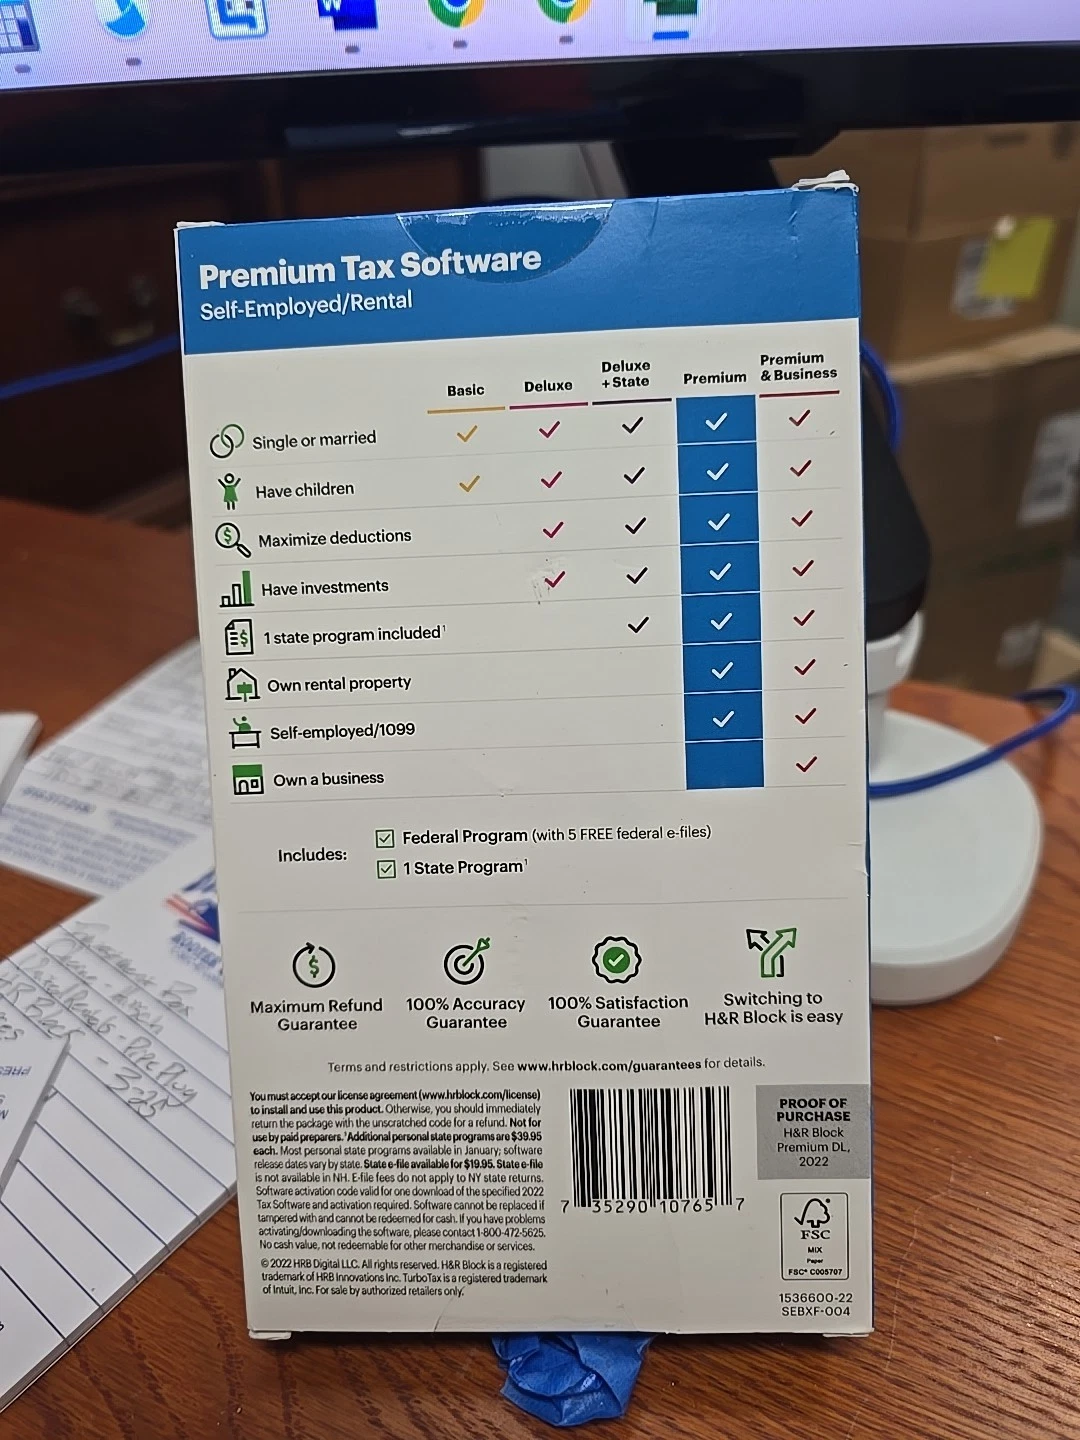 W
Premium Tax Software
Self-Employed/Rental
Basic
Deluxe
Deluxe
+ State
Premium
Premium
& Business
Single or married
Have children
Maximize deductions
Have investments
1 state program included¹
Own rental property
Self-employed/1099
Own a business
Includes:
Federal Program (with 5 FREE federal e-files)
1 State Program¹
Maximum Refund
Guarantee
100% Accuracy
Guarantee
100% Satisfaction
Guarantee
Switching to
H&R Block is easy
Terms and restrictions apply. See www.hrblock.com/guarantees for details.
You must accept our license agreement (www.hrblock.com/license)
to install and use this product. Otherwise, you should immediately
return the package with the unscratched code for a refund. Not for
use by paid preparers. ¹Additional personal state programs are $39.95
each. Most personal state programs available in January; software
release dates vary by state. State e-file available for $19.95. State e-file
is not available in NH. E-file fees do not apply to NY state returns.
Software activation code valid for one download of the specified 2022
Tax Software and activation required. Software cannot be replaced if
tampered with and cannot be redeemed for cash. If you have problems
activating/downloading the software, please contact 1-800-472-5625.
No cash value, not redeemable for other merchandise or services.
© 2022 HRB Digital LLC. All rights reserved. H&R Block is a registered
trademark of HRB Innovations Inc. TurboTax is a registered trademark
of Intuit, Inc. For sale by authorized retailers only.
7 35290 10765 7
PROOF OF
PURCHASE
H&R Block
Premium DL,
2022
FSC
MIX
Paper
FSC® C005707
1536600-22
SEBXF-004